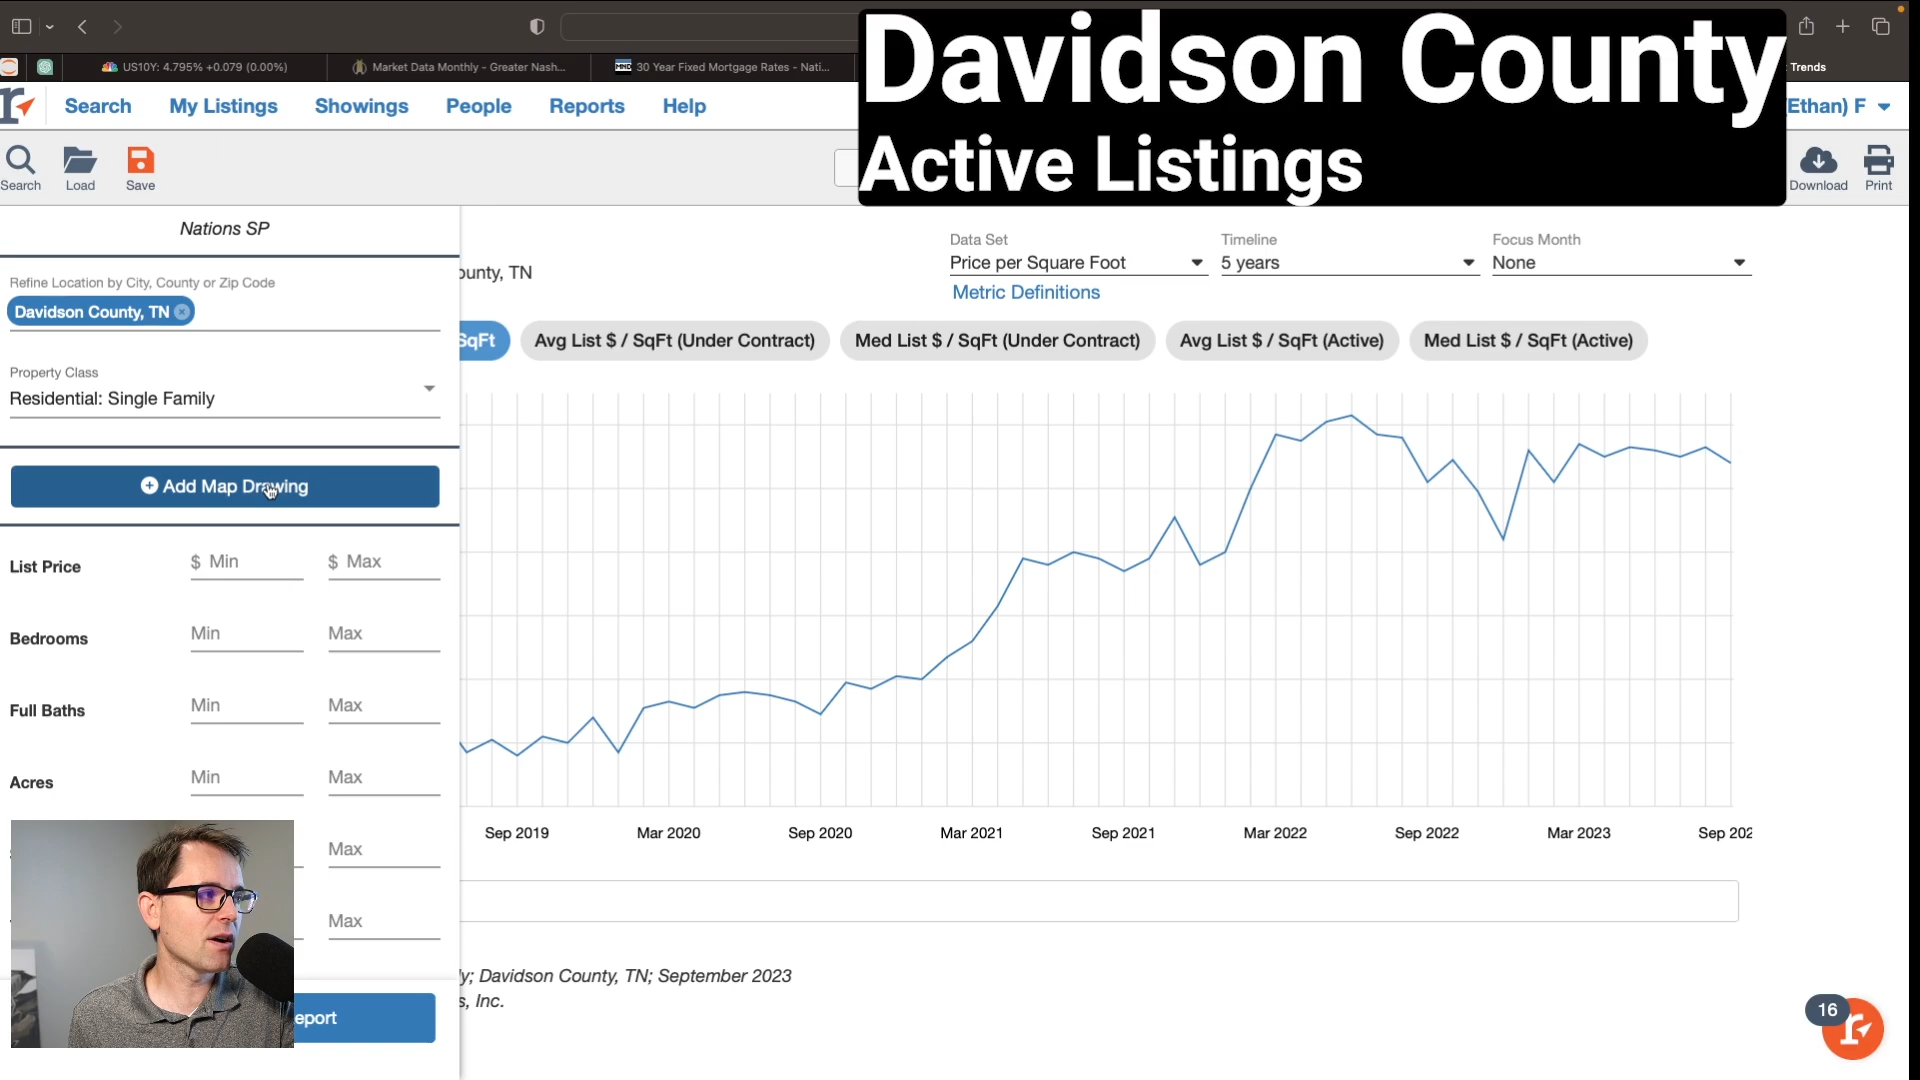 Davidson County
Active Listings
US10Y: 4.795% +0.079 (0.00%)
Market Data Monthly - Greater Nash...
MND
30 Year Fixed Mortgage Rates - Nati...
Trends
Search
My Listings
Showings
People
Reports
Help
(Ethan) F
Search
Load
Save
Download
Print
Nations SP
Refine Location by City, County or Zip Code
Davidson County, TN
Property Class
Residential: Single Family
Add Map Drawing
List Price
$ Min
$ Max
Bedrooms
Min
Max
Full Baths
Min
Max
Acres
Min
Max
Max
Max
eport
ounty, TN
Data Set
Price per Square Foot
Metric Definitions
Timeline
5 years
Focus Month
None
SqFt
Avg List $ / SqFt (Under Contract)
Med List $ / SqFt (Under Contract)
Avg List $ / SqFt (Active)
Med List $ / SqFt (Active)
Sep 2019
Mar 2020
Sep 2020
Mar 2021
Sep 2021
Mar 2022
Sep 2022
Mar 2023
Sep 202
ly; Davidson County, TN; September 2023
s, Inc.
16
r